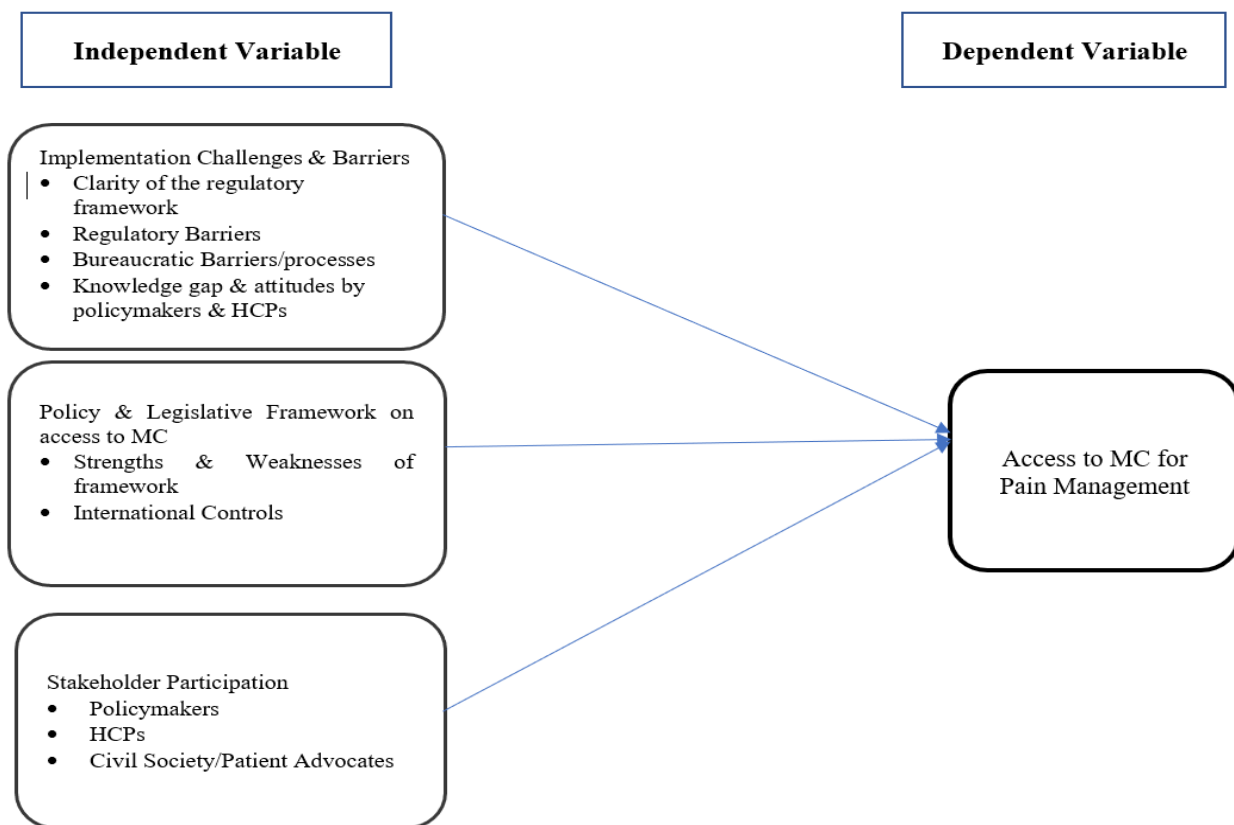 Independent Variable
Dependent Variable
Implementation Challenges & Barriers
• Clarity of the regulatory
framework
• Regulatory Barriers
• Bureaucratic Barriers/processes
• Knowledge gap & attitudes by
policymakers & HCPs
Policy & Legislative Framework on
access to MC
• Strengths & Weaknesses of
framework
• International Controls
Stakeholder Participation
• Policymakers
• HCPs
• Civil Society/Patient Advocates
Access to MC for
Pain Management